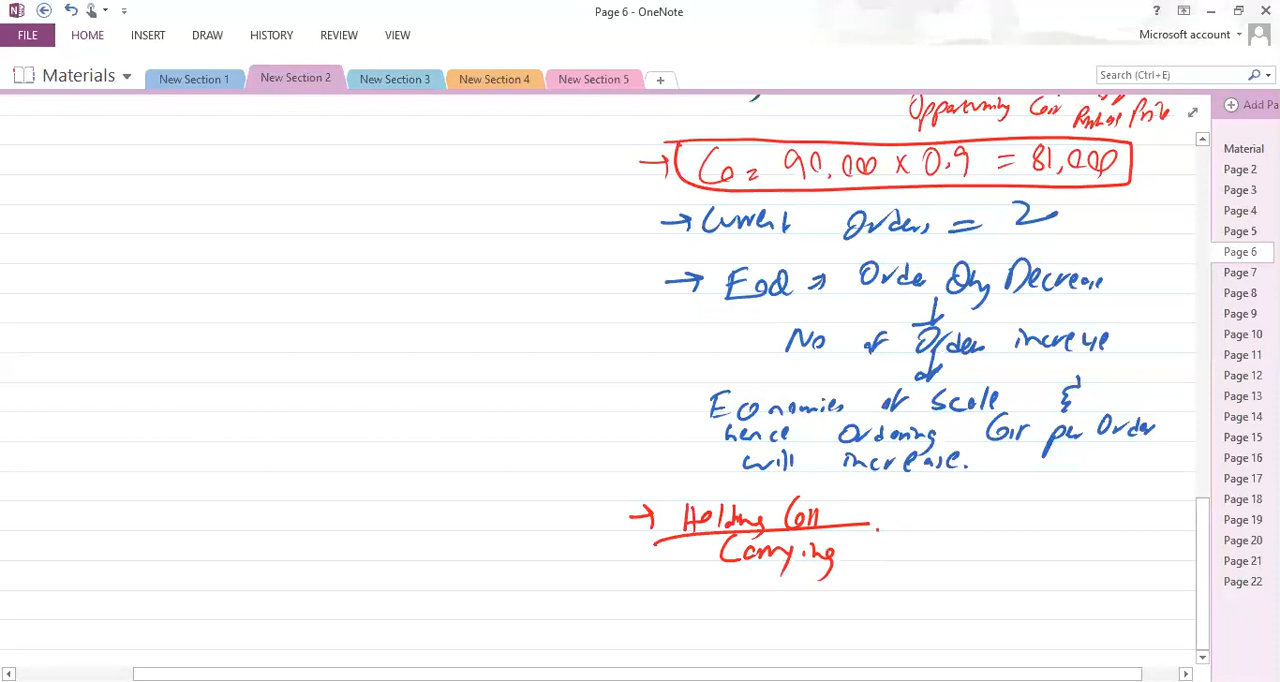 Page 6 - OneNote
?
FILE HOME INSERT DRAW HISTORY REVIEW VIEW
Microsoft account
Materials
New Section 1 New Section 2 New Section 3 New Section 4 New Section 5 +
Search (Ctrl+E)
Add Pa
Opportunity
→ Co = 90,000 x 0.9 = 81,000
→ Current Orders = 2
→ EOQ ⇒ Order Qty Decrease
No of Orders increase
Economies of Scale &
hence Ordering Cost per Order
will increase.
→ Holding Cost
Carrying
Material
Page 2
Page 3
Page 4
Page 5
Page 6
Page 7
Page 8
Page 9
Page 10
Page 11
Page 12
Page 13
Page 14
Page 15
Page 16
Page 17
Page 18
Page 19
Page 20
Page 21
Page 22